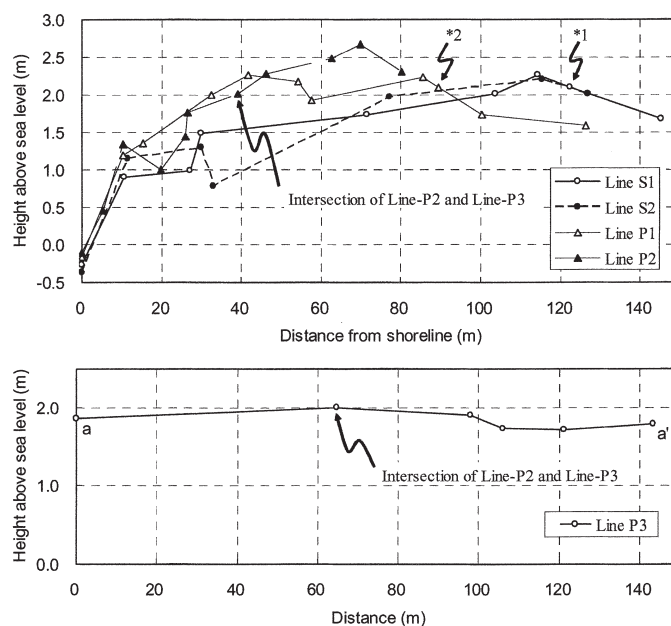 Height above sea level (m)
3.0
2.5
2.0
1.5
1.0
0.5
0.0
-0.5
*2
*1
Intersection of Line-P2 and Line-P3
Line S1
Line S2
Line P1
Line P2
0 20 40 60 80 100 120 140
Distance from shoreline (m)
Height above sea level (m)
2.0
1.0
0.0
a
a'
Intersection of Line-P2 and Line-P3
Line P3
0 20 40 60 80 100 120 140
Distance (m)